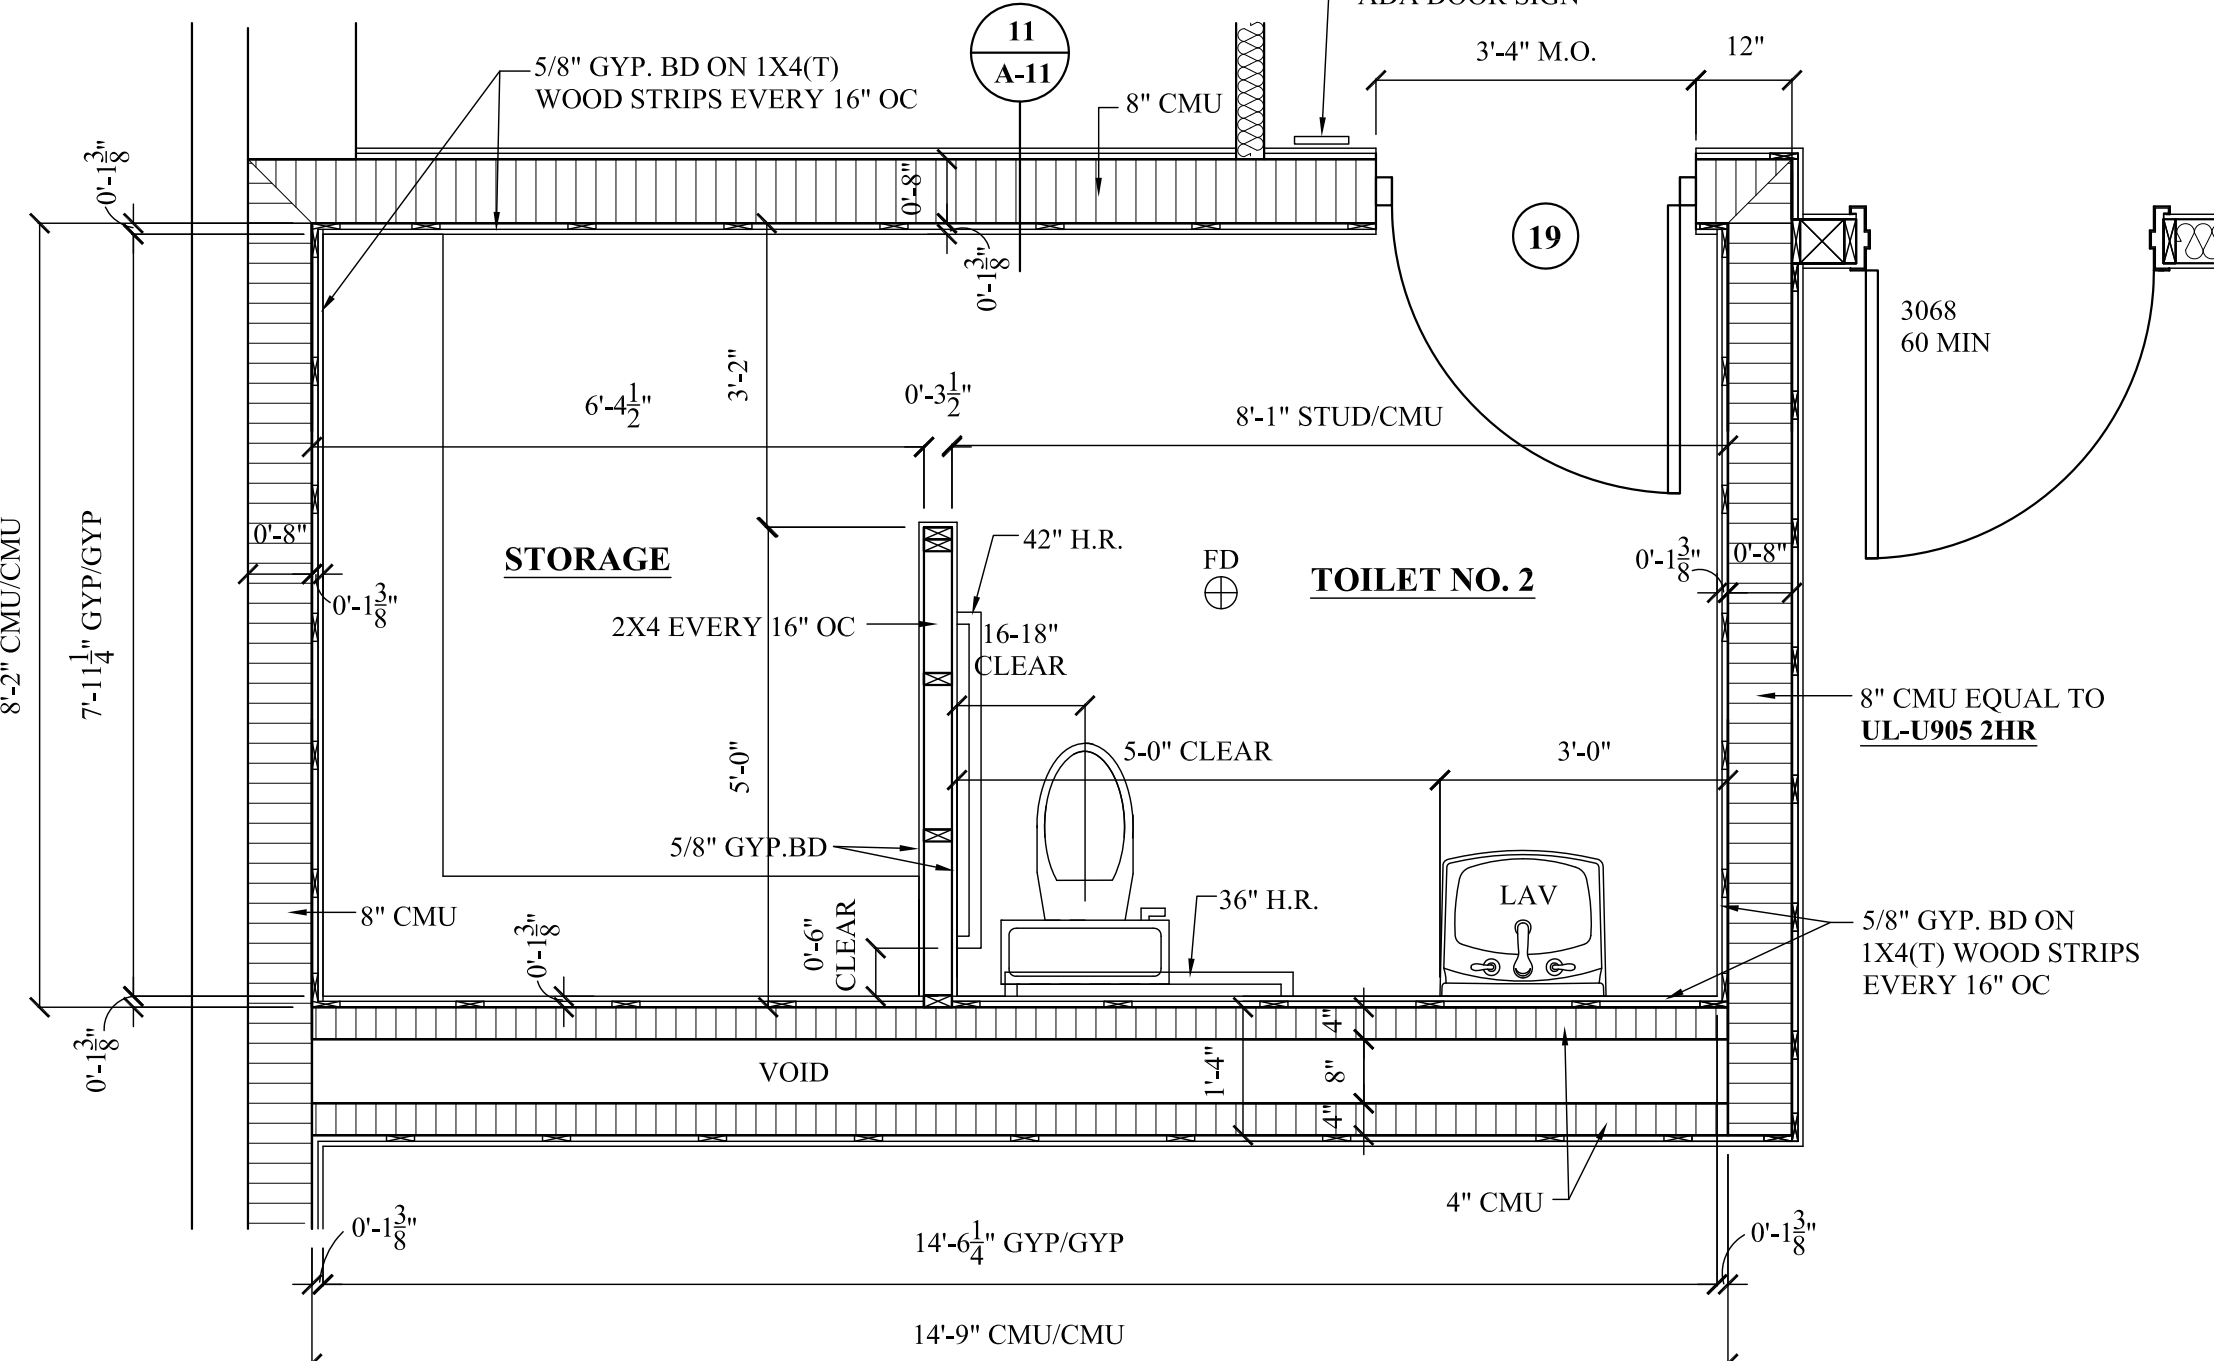 ADA DOOR SIGN
11
A-11
3'-4" M.O.
12"
5/8" GYP. BD ON 1X4(T)
WOOD STRIPS EVERY 16" OC
8" CMU
0'-1 3/8"
0'-8"
0'-1 3/8"
19
3068
60 MIN
3'-2"
6'-4 1/2"
0'-3 1/2"
8'-1" STUD/CMU
8'-2" CMU/CMU
7'-11 1/4" GYP/GYP
0'-8"
0'-1 3/8"
STORAGE
42" H.R.
FD
TOILET NO. 2
0'-1 3/8"
0'-8"
2X4 EVERY 16" OC
16-18"
CLEAR
8" CMU EQUAL TO
UL-U905 2HR
5'-0"
5-0" CLEAR
3'-0"
5/8" GYP.BD
36" H.R.
LAV
8" CMU
0'-1 3/8"
0'-6"
CLEAR
5/8" GYP. BD ON
1X4(T) WOOD STRIPS
EVERY 16" OC
0'-1 3/8"
VOID
1'-4"
4"
8"
4"
4" CMU
0'-1 3/8"
14'-6 1/4" GYP/GYP
0'-1 3/8"
14'-9" CMU/CMU